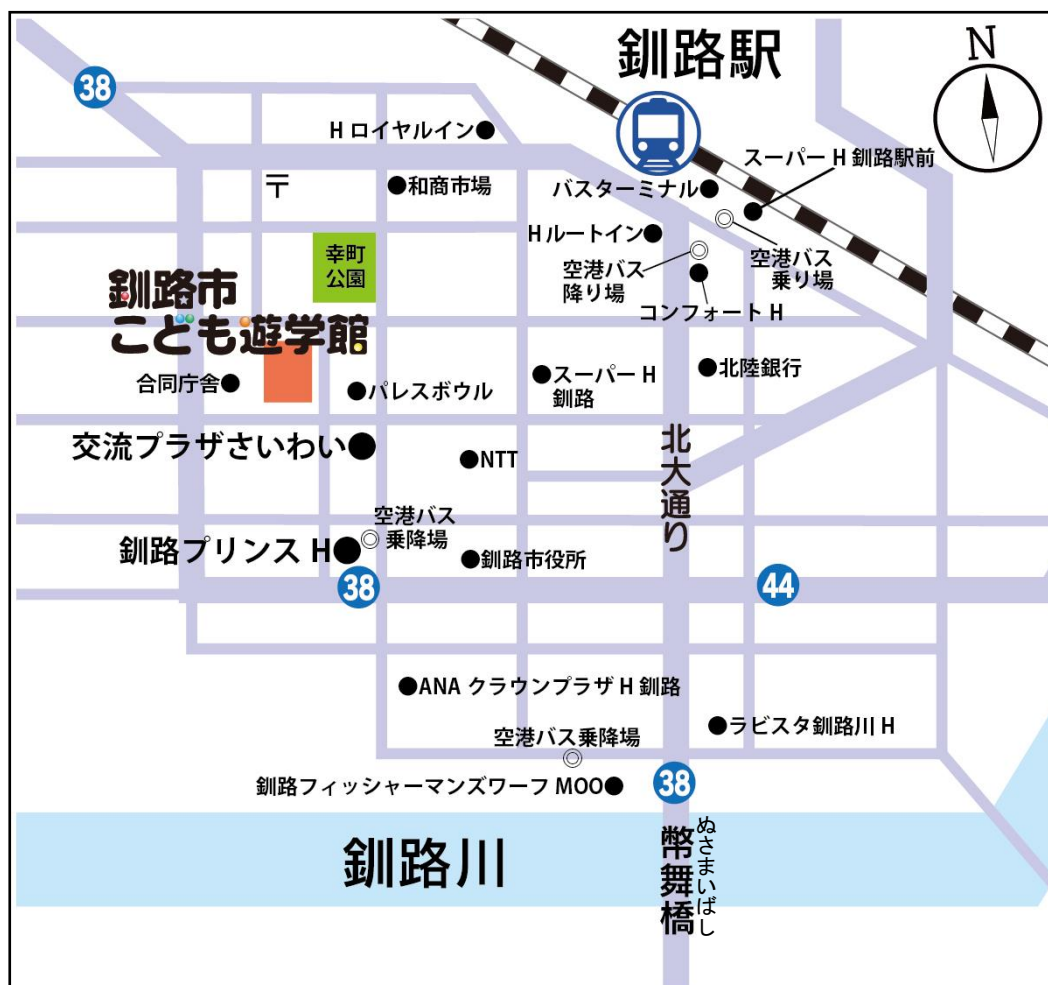 釧路駅
N
38
H ロイヤルイン
スーパー H 釧路駅前
〒
和商市場
バスターミナル
H ルートイン
空港バス
降り場
空港バス
乗り場
幸町
公園
コンフォート H
釧路市
こども遊学館
合同庁舎
パレスボウル
スーパー H
釧路
北陸銀行
交流プラザさいわい
NTT
北大通り
空港バス
乗降場
釧路プリンス H
釧路市役所
38
44
ANA クラウンプラザ H 釧路
空港バス乗降場
ラビスタ釧路川 H
釧路フィッシャーマンズワーフ MOO
38
釧路川
幣舞橋
ぬさまいばし